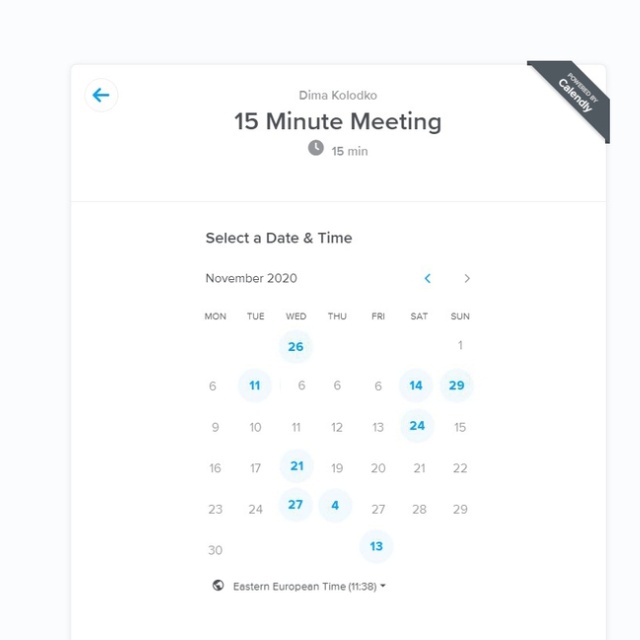 POWERED BY
Calendly
Dima Kolodko
15 Minute Meeting
15 min
Select a Date & Time
November 2020
MON TUE WED THU FRI SAT SUN
26 1
6 11 6 6 6 14 29
9 10 11 12 13 24 15
16 17 21 19 20 21 22
23 24 27 4 27 28 29
30 13
Eastern European Time (11:38)